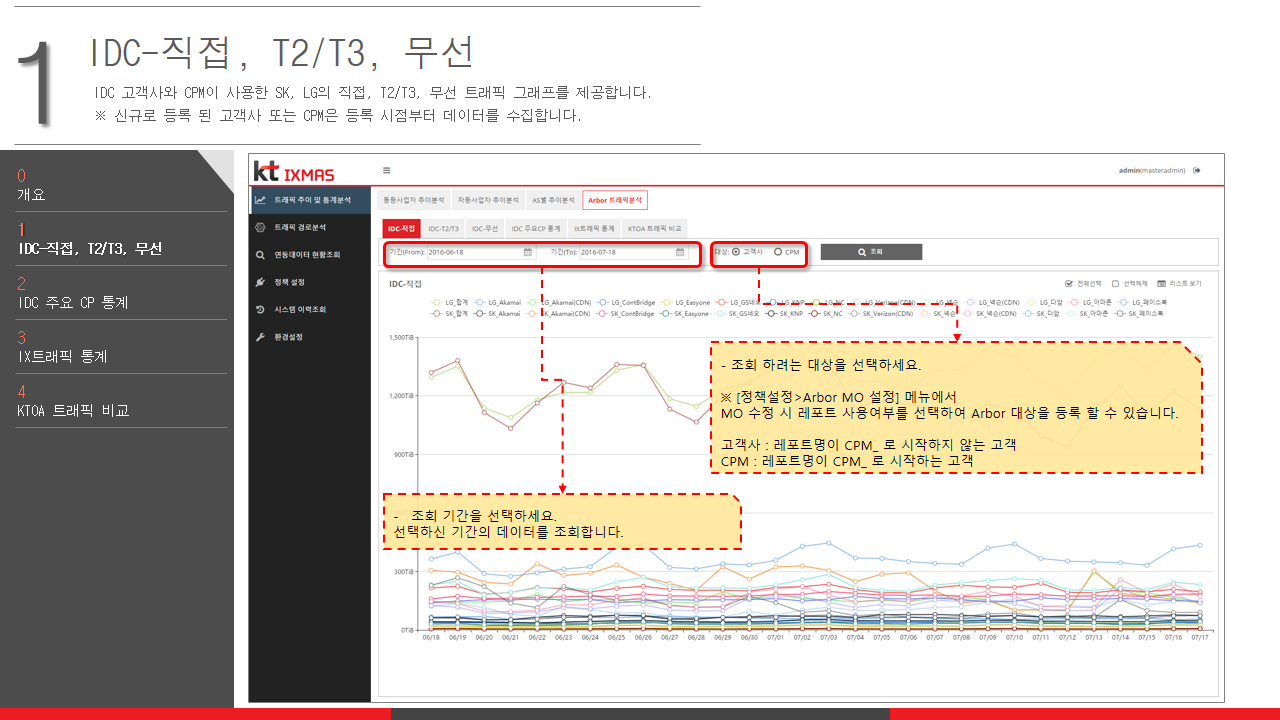 1
IDC-직접, T2/T3, 무선
IDC 고객사와 CPM이 사용한 SK, LG의 직접, T2/T3, 무선 트래픽 그래프를 제공합니다.
※ 신규로 등록 된 고객사 또는 CPM은 등록 시점부터 데이터를 수집합니다.
0
개요
1
IDC-직접, T2/T3, 무선
2
IDC 주요 CP 통계
3
IX트래픽 통계
4
KTOA 트래픽 비교
kt IXMAS
admin(masteradmin)
트래픽 추이 및 통계분석
트래픽 경로분석
연동데이터 현황조회
정책 설정
시스템 이력조회
환경설정
동등사업자 추이분석 차등사업자 추이분석 AS별 추이분석 Arbor 트래픽분석
IDC-직접 IDC-T2/T3 IDC-무선 IDC 주요CP 통계 IX트래픽 통계 KTOA 트래픽 비교
기간(From): 2016-06-18 기간(To): 2016-07-18 대상: 고객사 CPM 조회
IDC-직접
전체선택 선택해제 리스트 보기
LG_합계 LG_Akamai LG_Akamai(CDN) LG_ContBridge LG_Easyone LG_GS네오 LG_KNP LG_NC LG_Verizon(CDN) LG_넥슨 LG_넥슨(CDN) LG_다음 LG_아마존 LG_페이스북
SK_합계 SK_Akamai SK_Akamai(CDN) SK_ContBridge SK_Easyone SK_GS네오 SK_KNP SK_NC SK_Verizon(CDN) SK_넥슨 SK_넥슨(CDN) SK_다음 SK_아마존 SK_페이스북
1,500TiB
1,200TiB
900TiB
300TiB
0TiB
- 조회 하려는 대상을 선택하세요.
※ [정책설정>Arbor MO 설정] 메뉴에서
MO 수정 시 레포트 사용여부를 선택하여 Arbor 대상을 등록 할 수 있습니다.
고객사 : 레포트명이 CPM_ 로 시작하지 않는 고객
CPM : 레포트명이 CPM_ 로 시작하는 고객
- 조회 기간을 선택하세요.
선택하신 기간의 데이터를 조회합니다.
06/18 06/19 06/20 06/21 06/22 06/23 06/24 06/25 06/26 06/27 06/28 06/29 06/30 07/01 07/02 07/03 07/04 07/05 07/06 07/07 07/08 07/09 07/10 07/11 07/12 07/13 07/14 07/15 07/16 07/17